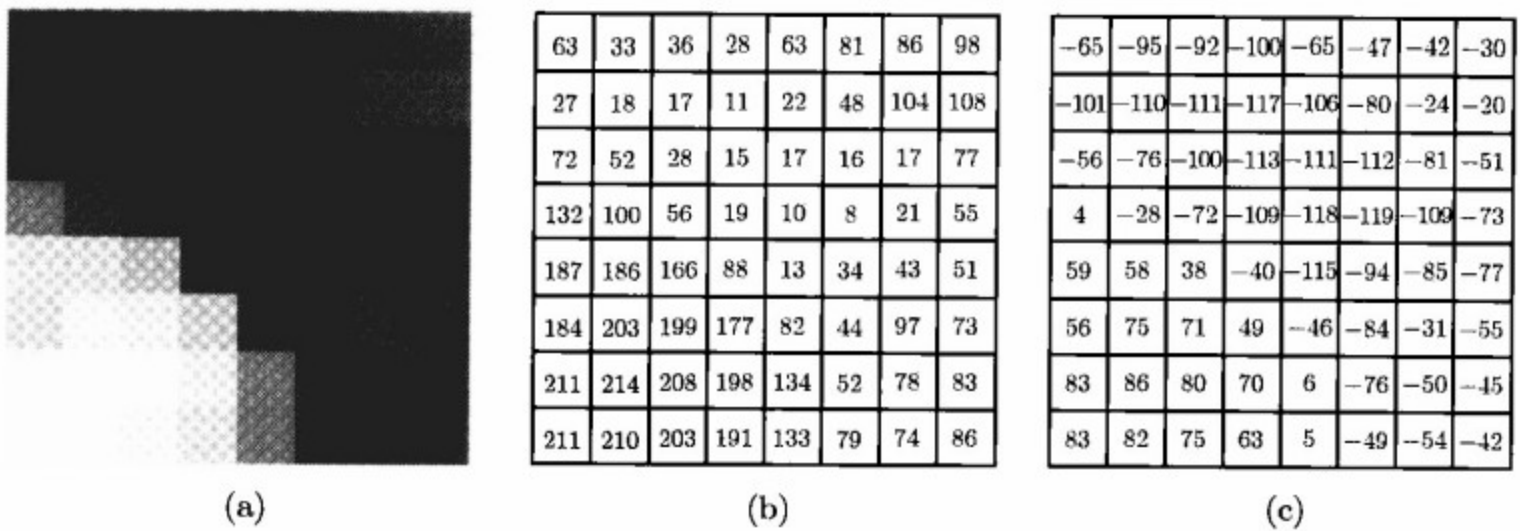 (a)
63 33 36 28 63 81 86 98
27 18 17 11 22 48 104 108
72 52 28 15 17 16 17 77
132 100 56 19 10 8 21 55
187 186 166 88 13 34 43 51
184 203 199 177 82 44 97 73
211 214 208 198 134 52 78 83
211 210 203 191 133 79 74 86
(b)
−65 −95 −92 −100 −65 −47 −42 −30
−101 −110 −111 −117 −106 −80 −24 −20
−56 −76 −100 −113 −111 −112 −81 −51
4 −28 −72 −109 −118 −119 −109 −73
59 58 38 −40 −115 −94 −85 −77
56 75 71 49 −46 −84 −31 −55
83 86 80 70 6 −76 −50 −45
83 82 75 63 5 −49 −54 −42
(c)